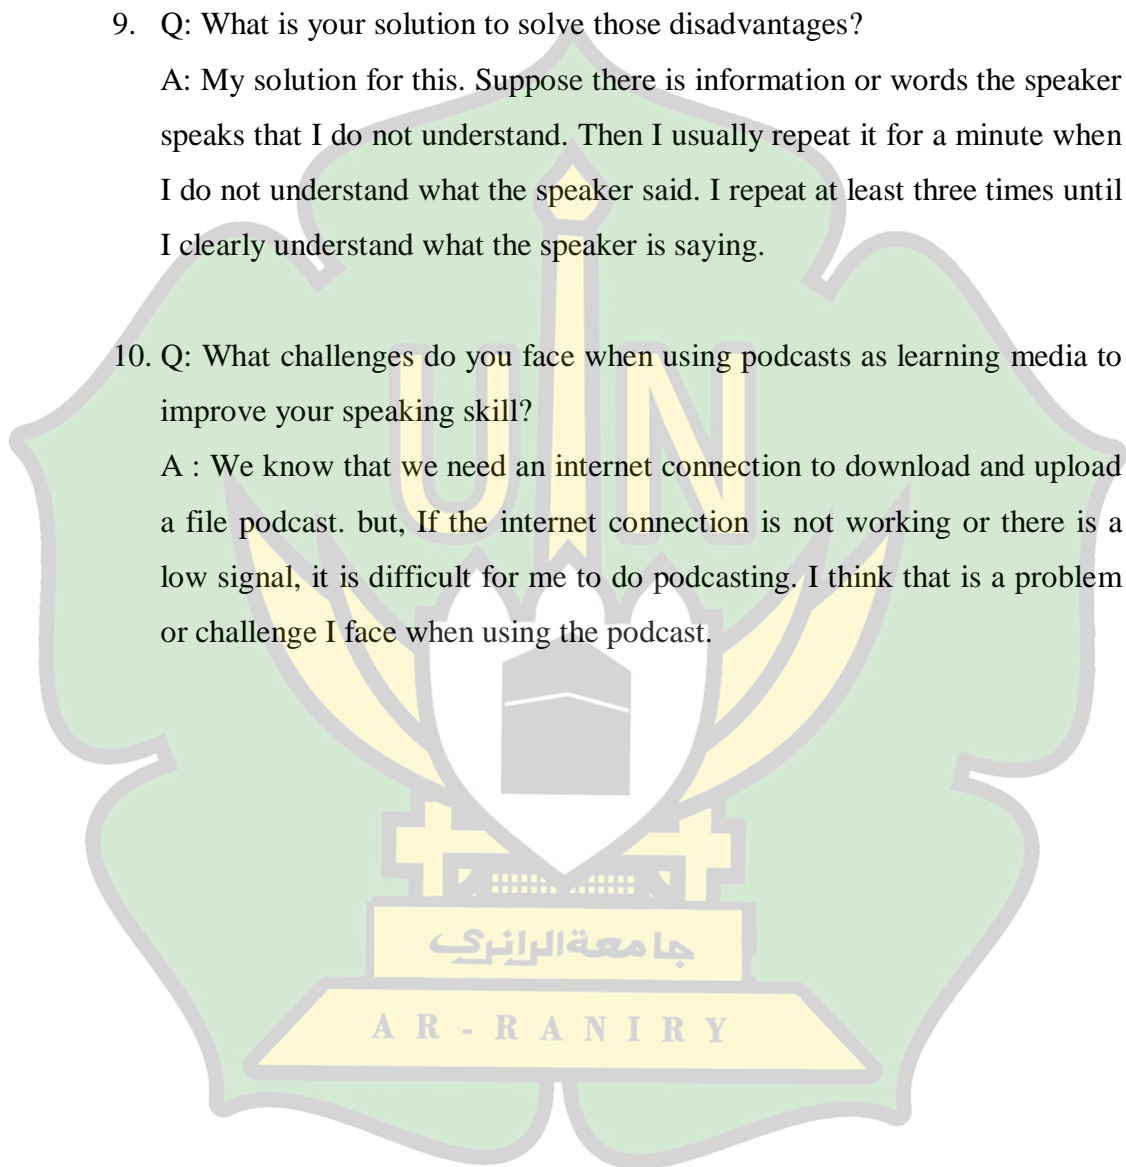 9. Q: What is your solution to solve those disadvantages?
A: My solution for this. Suppose there is information or words the speaker
speaks that I do not understand. Then I usually repeat it for a minute when
I do not understand what the speaker said. I repeat at least three times until
I clearly understand what the speaker is saying.
10. Q: What challenges do you face when using podcasts as learning media to
improve your speaking skill?
A : We know that we need an internet connection to download and upload
a file podcast. but, If the internet connection is not working or there is a
low signal, it is difficult for me to do podcasting. I think that is a problem
or challenge I face when using the podcast.
UIN
جامعة الرانري
AR-RANIRY